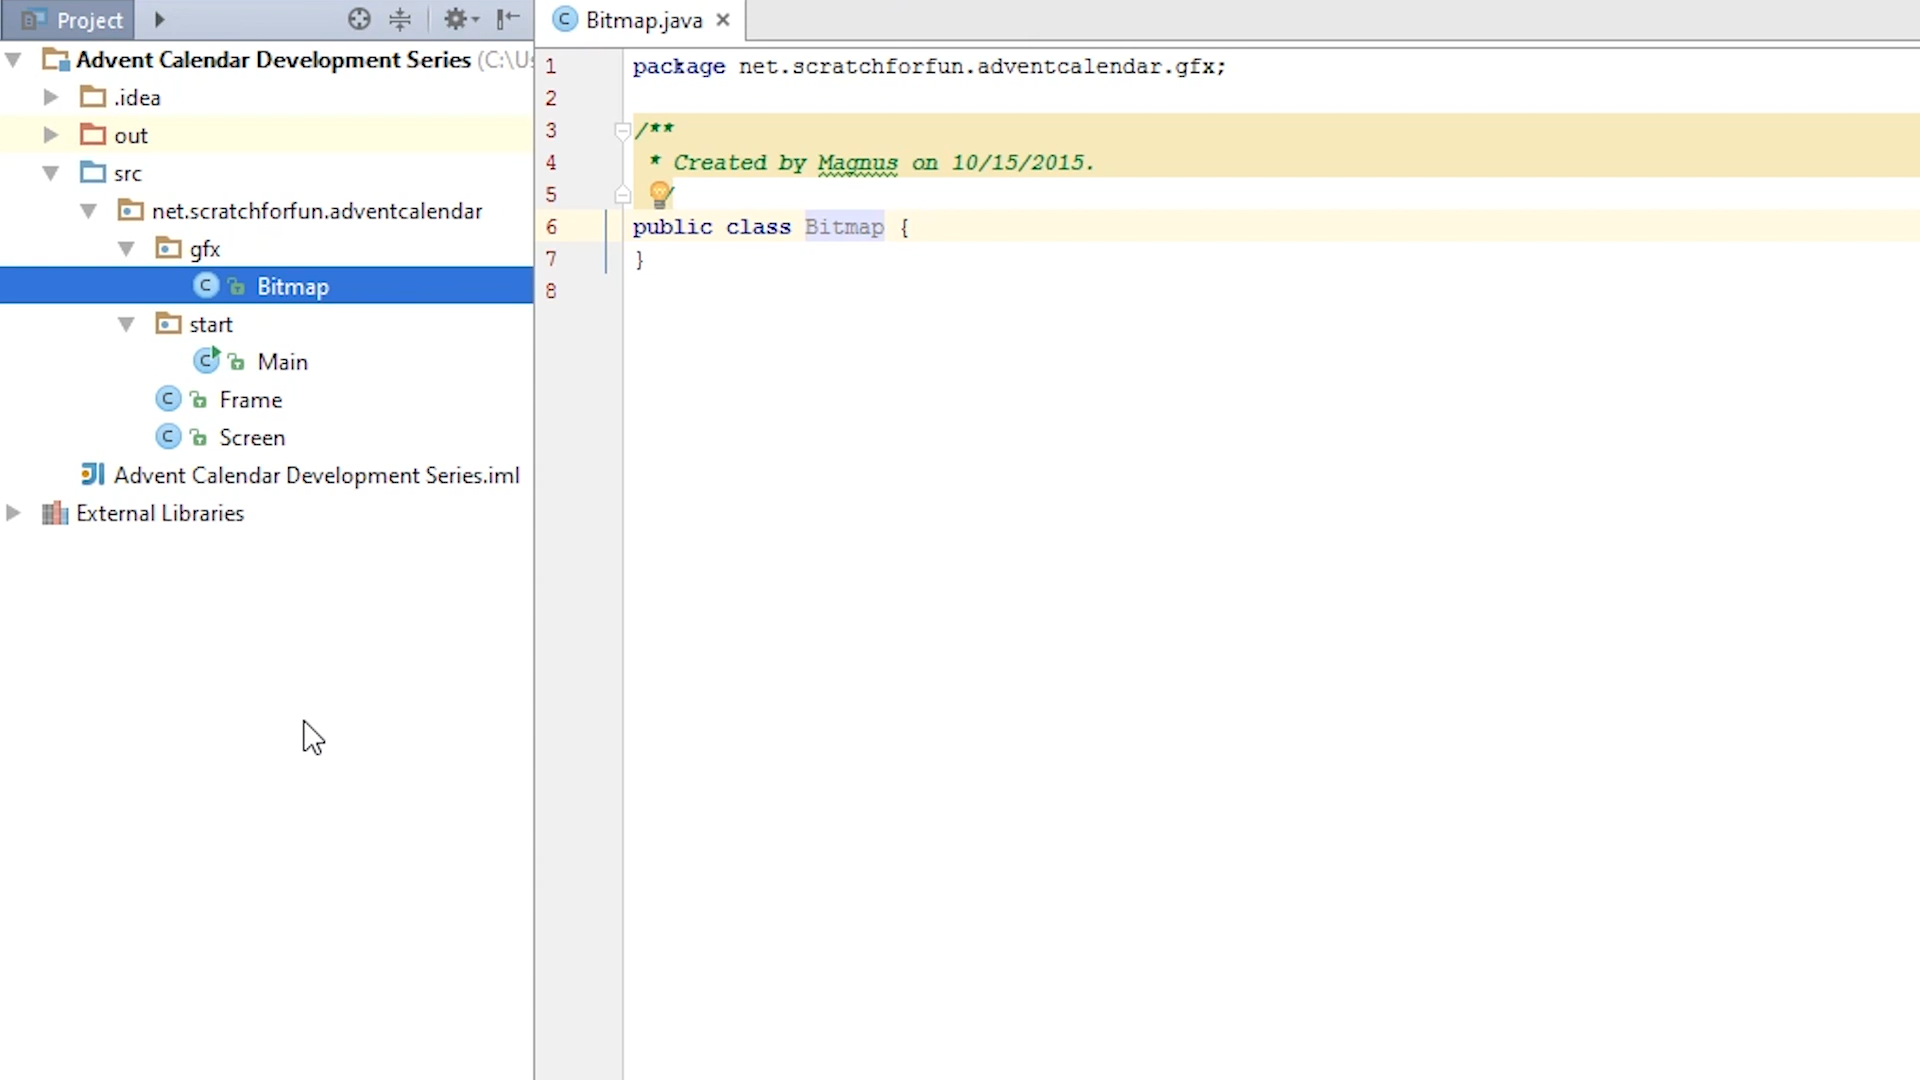 Project
Advent Calendar Development Series (C:\Us
.idea
out
src
net.scratchforfun.adventcalendar
gfx
Bitmap
start
Main
Frame
Screen
Advent Calendar Development Series.iml
External Libraries
Bitmap.java
1 package net.scratchforfun.adventcalendar.gfx;
2
3 /**
4 * Created by Magnus on 10/15/2015.
5 /
6 public class Bitmap {
7 }
8